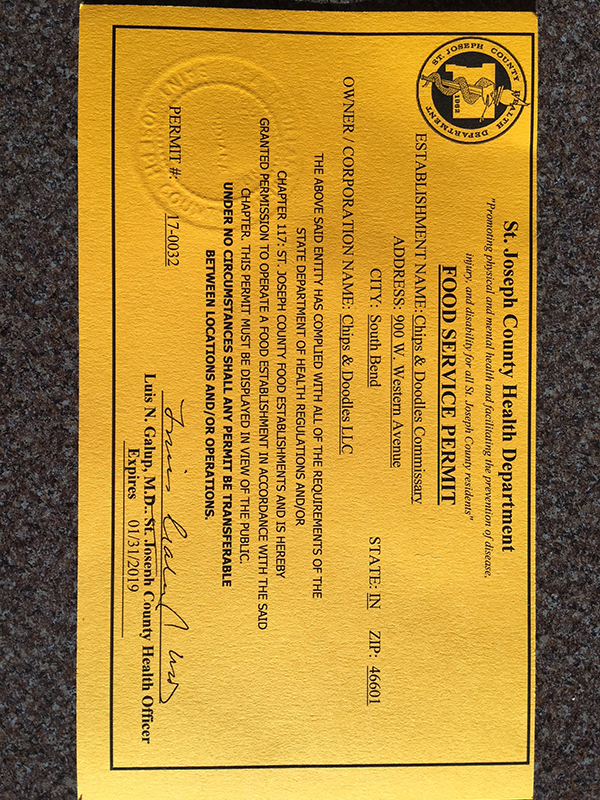 ST. JOSEPH COUNTY HEALTH DEPARTMENT
1962
St. Joseph County Health Department
"Promoting physical and mental health and facilitating the prevention of disease,
injury, and disability for all St. Joseph County residents"
FOOD SERVICE PERMIT
ESTABLISHMENT NAME: Chips & Doodles Commissary
ADDRESS: 900 W. Western Avenue
CITY: South Bend STATE: IN ZIP: 46601
OWNER / CORPORATION NAME: Chips & Doodles LLC
THE ABOVE SAID ENTITY HAS COMPLIED WITH ALL OF THE REQUIREMENTS OF THE
STATE DEPARTMENT OF HEALTH REGULATIONS AND/OR
CHAPTER 117: ST. JOSEPH COUNTY FOOD ESTABLISHMENTS AND IS HEREBY
GRANTED PERMISSION TO OPERATE A FOOD ESTABLISHMENT IN ACCORDANCE WITH THE SAID
CHAPTER. THIS PERMIT MUST BE DISPLAYED IN VIEW OF THE PUBLIC.
UNDER NO CIRCUMSTANCES SHALL ANY PERMIT BE TRANSFERABLE
BETWEEN LOCATIONS AND/OR OPERATIONS.
PERMIT #: 17-0032
Luis N. Galup, M.D., St. Joseph County Health Officer
Expires 01/31/2019